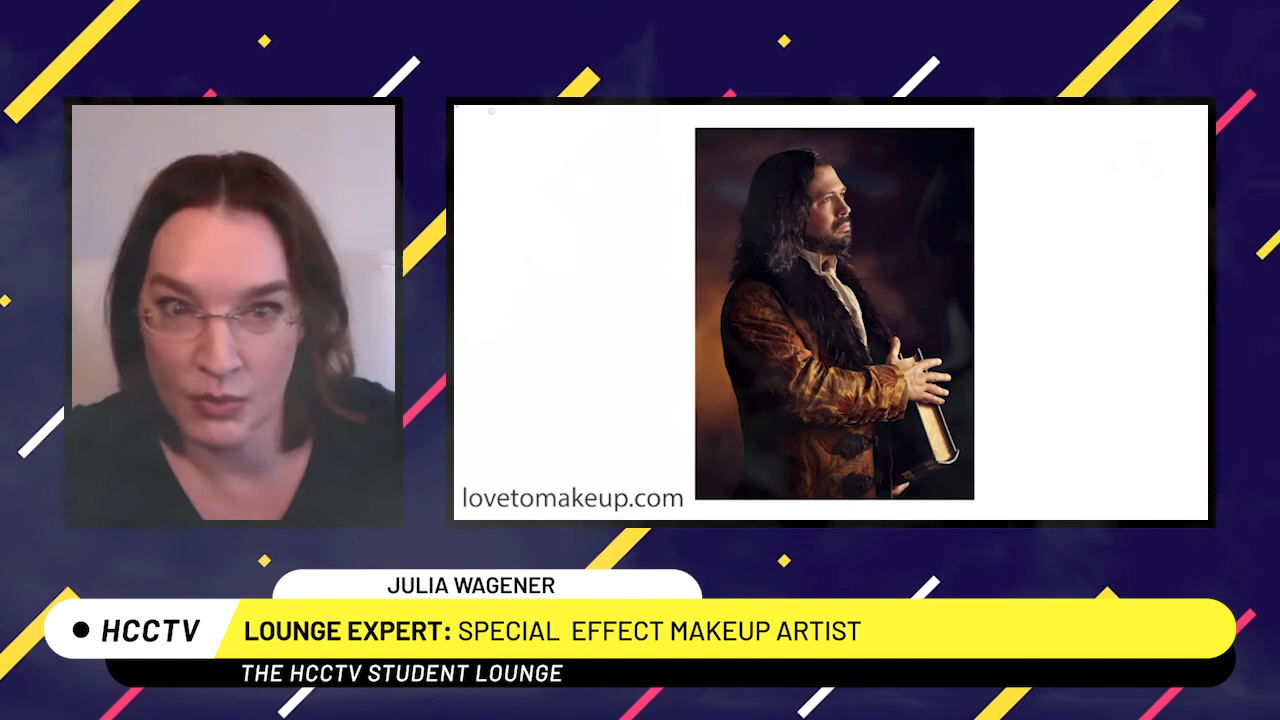 lovetomakeup.com
JULIA WAGENER
HCCTV
LOUNGE EXPERT: SPECIAL EFFECT MAKEUP ARTIST
THE HCCTV STUDENT LOUNGE